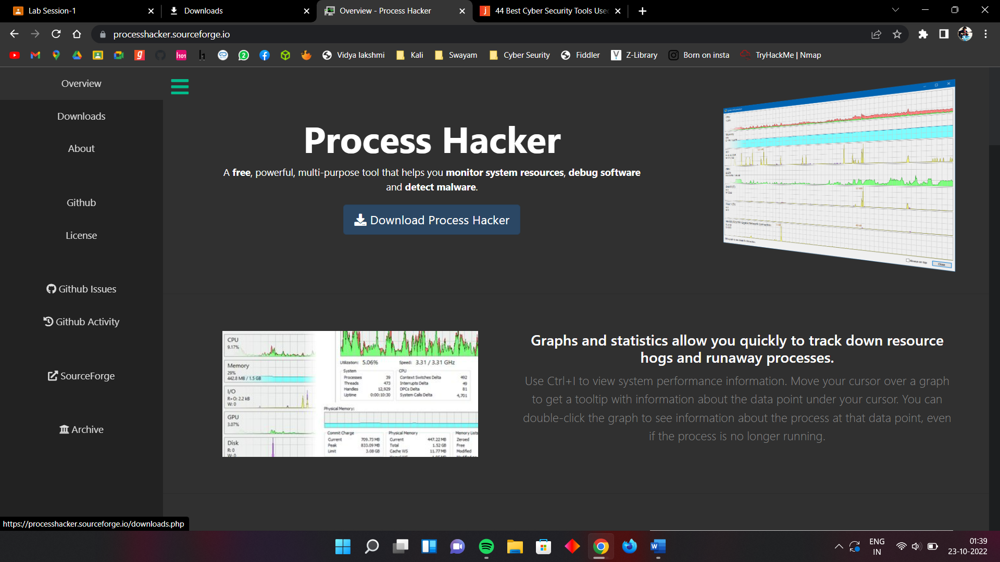 Lab Session-1
Downloads
Overview - Process Hacker
44 Best Cyber Security Tools Used
processhacker.sourceforge.io
Vidya lakshmi
Kali
Swayam
Cyber Seurity
Fiddler
Z-Library
Born on insta
TryHackMe | Nmap
Overview
Downloads
About
Github
License
Github Issues
Github Activity
SourceForge
Archive
Process Hacker
A free, powerful, multi-purpose tool that helps you monitor system resources, debug software
and detect malware.
Download Process Hacker
Always on top
Close
CPU
9.17%
Memory
29%
442.8 MB / 1.5 GB
I/O
R+O: 2.2 kB
W: 0
GPU
3.07%
Disk
R: 0
W: 0
Utilization: 5.06% Speed: 3.31 / 3.31 GHz
System
Processes 39
Threads 473
Handles 12,929
Uptime 0:00:10:30
CPU
Context Switches Delta 492
Interrupts Delta 49
DPCs Delta 81
System Calls Delta 4,701
Physical Memory:
Commit Charge
Current 709.73 MB
Peak 833.09 MB
Limit 3.08 GB
Physical Memory
Current 447.22 MB
Total 1.52 GB
Cache WS 11.77 MB
Memory Lists
Zeroed
Free
Modified
Graphs and statistics allow you quickly to track down resource
hogs and runaway processes.
Use Ctrl+I to view system performance information. Move your cursor over a graph
to get a tooltip with information about the data point under your cursor. You can
double-click the graph to see information about the process at that data point, even
if the process is no longer running.
https://processhacker.sourceforge.io/downloads.php
ENG
IN
01:39
23-10-2022